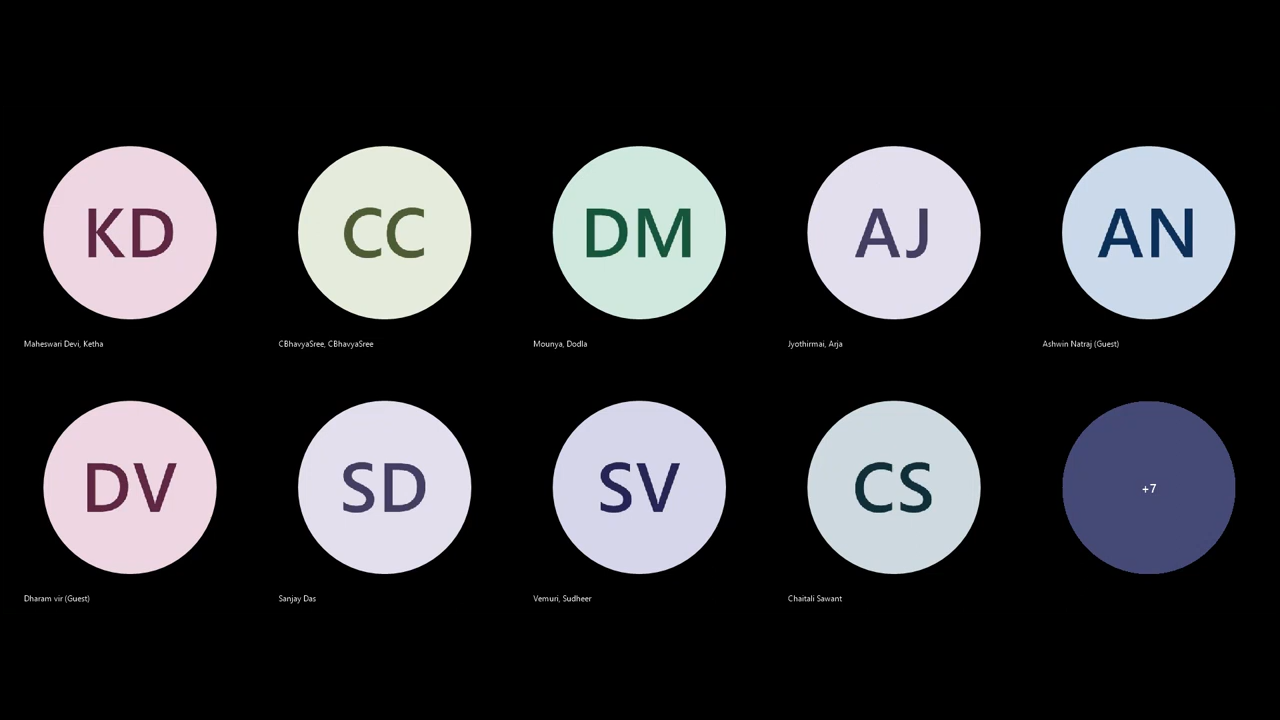 KD
CC
DM
AJ
AN
Maheswari Devi, Ketha
CBhavyaSree, CBhavyaSree
Mounya, Dodla
Jyothirmai, Arja
Ashwin Natraj (Guest)
DV
SD
SV
CS
+7
Dharam vir (Guest)
Sanjay Das
Vemuri, Sudheer
Chaitali Sawant